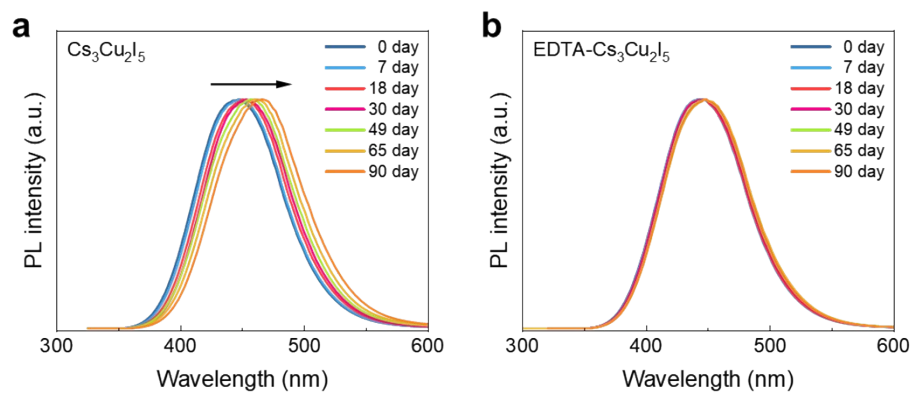 a
Cs₃Cu₂I₅
0 day
7 day
18 day
30 day
49 day
65 day
90 day
PL intensity (a.u.)
300
400
500
600
Wavelength (nm)
b
EDTA-Cs₃Cu₂I₅
0 day
7 day
18 day
30 day
49 day
65 day
90 day
PL intensity (a.u.)
300
400
500
600
Wavelength (nm)